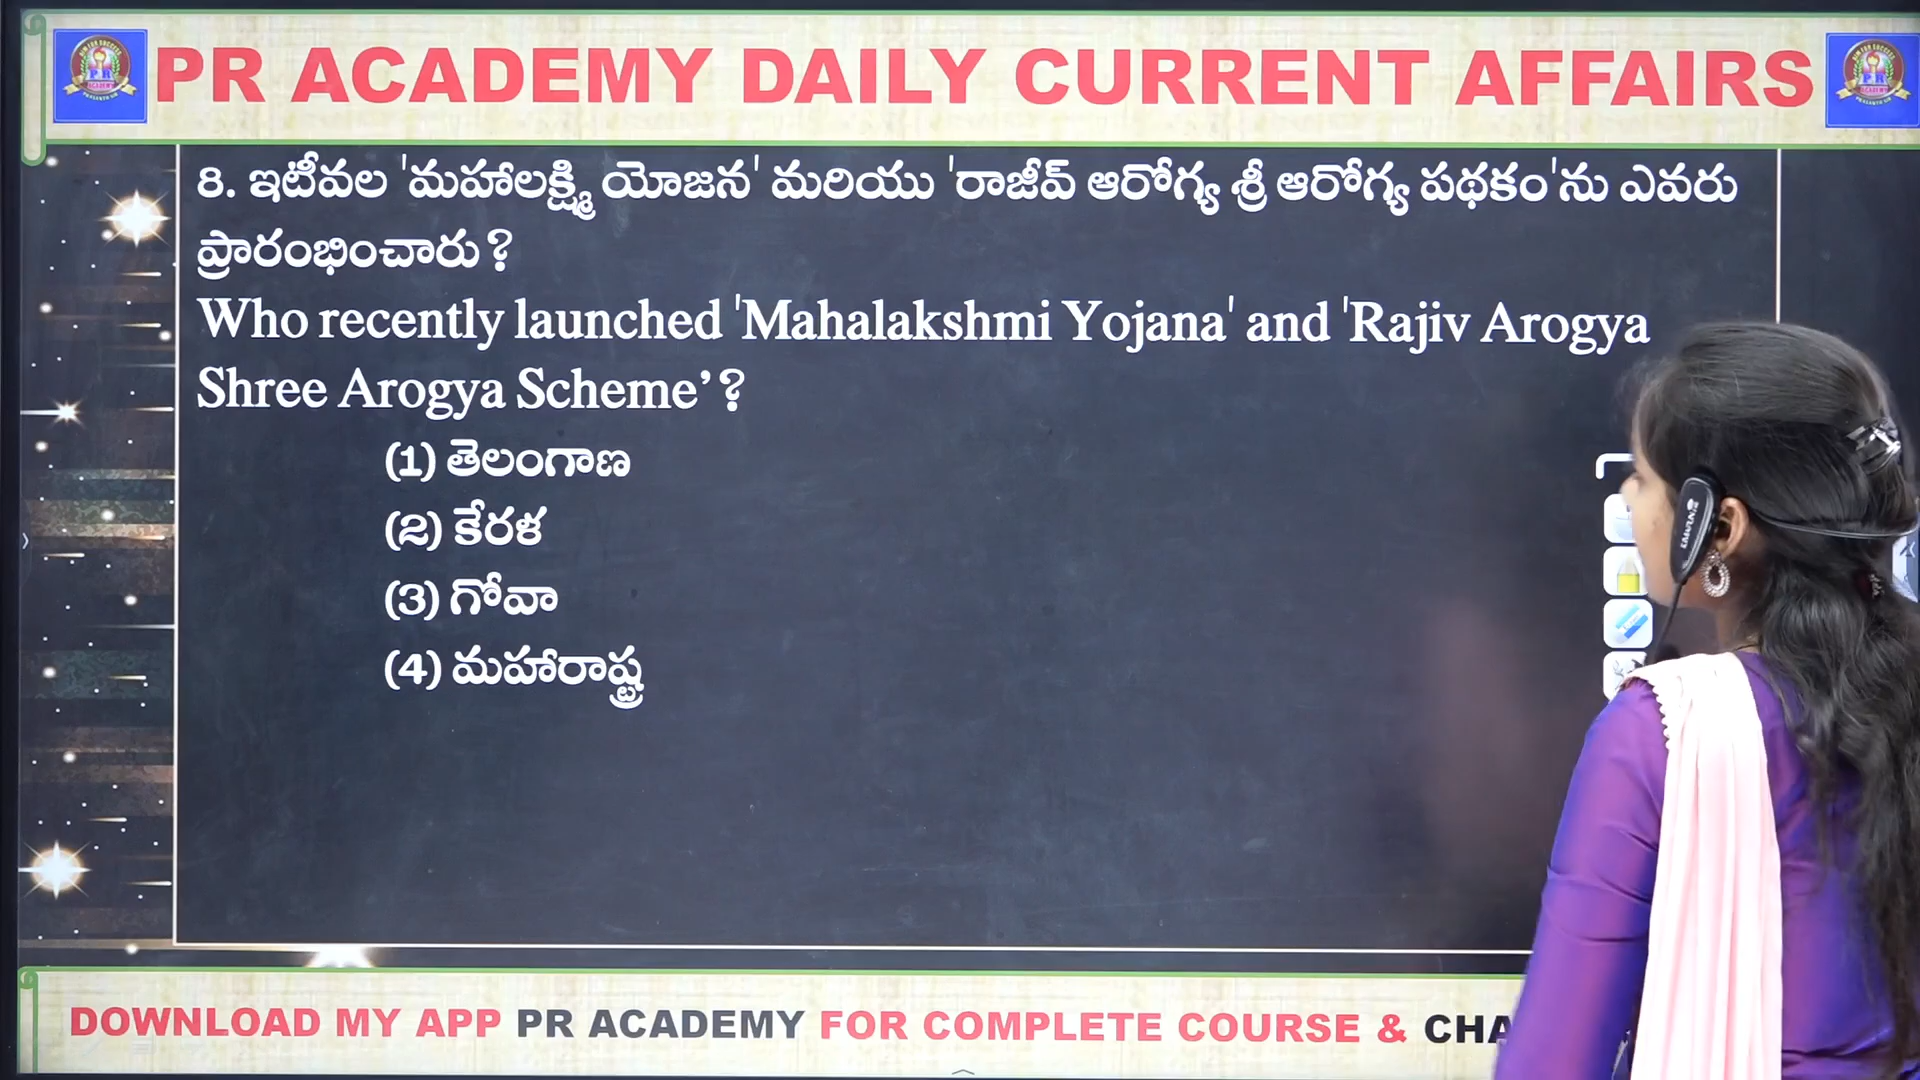 PR ACADEMY DAILY CURRENT AFFAIRS
8. ఇటీవల 'మహాలక్ష్మి యోజన' మరియు 'రాజీవ్ ఆరోగ్య శ్రీ ఆరోగ్య పథకం'ను ఎవరు
ప్రారంభించారు?
Who recently launched 'Mahalakshmi Yojana' and 'Rajiv Arogya
Shree Arogya Scheme’?
(1) తెలంగాణ
(2) కేరళ
(3) గోవా
(4) మహారాష్ట్ర
DOWNLOAD MY APP PR ACADEMY FOR COMPLETE COURSE &